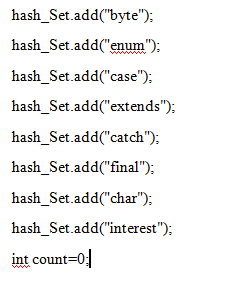 hash_Set.add("byte");
hash_Set.add("enum");
hash_Set.add("case");
hash_Set.add("extends");
hash_Set.add("catch");
hash_Set.add("final");
hash_Set.add("char");
hash_Set.add("interest");
int count=0;